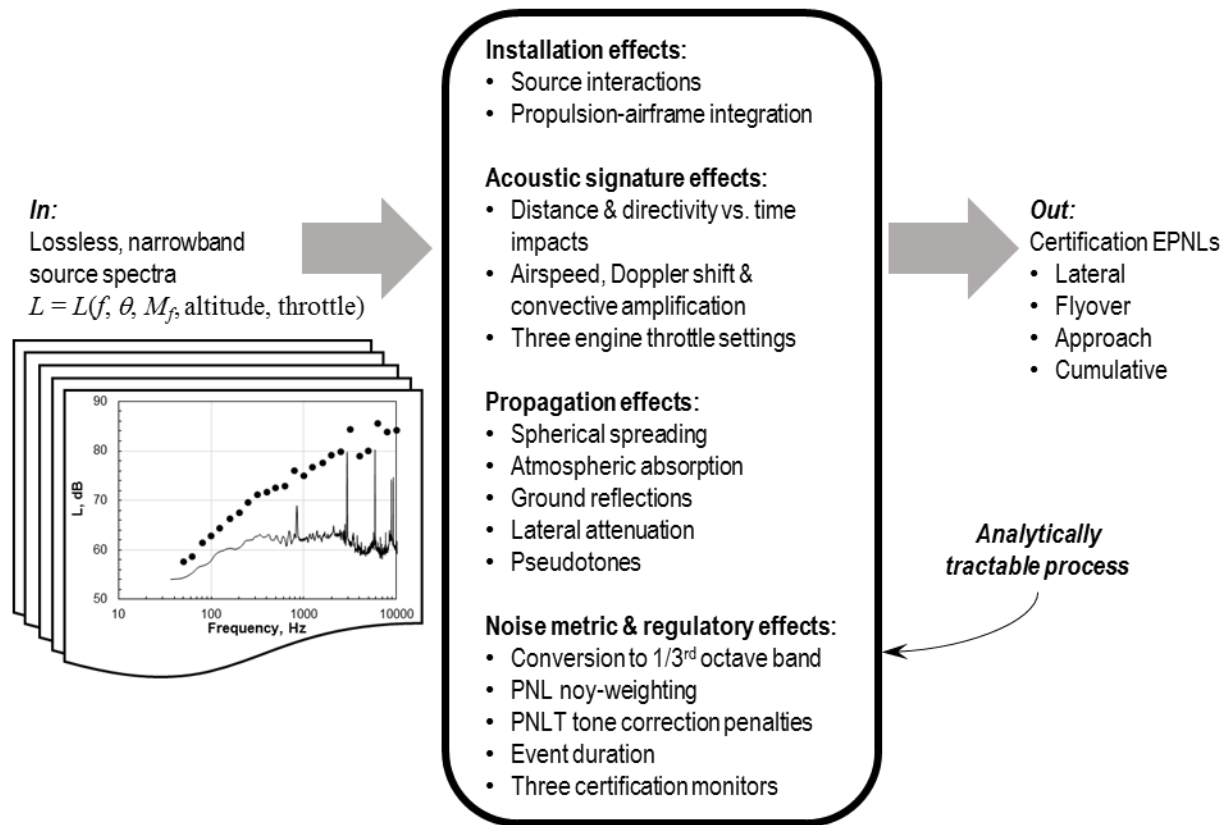 In:
Lossless, narrowband
source spectra
L = L(f, θ, M_f, altitude, throttle)
90
80
70
60
50
L, dB
10
100
1000
10000
Frequency, Hz
Installation effects:
• Source interactions
• Propulsion-airframe integration
Acoustic signature effects:
• Distance & directivity vs. time
impacts
• Airspeed, Doppler shift &
convective amplification
• Three engine throttle settings
Propagation effects:
• Spherical spreading
• Atmospheric absorption
• Ground reflections
• Lateral attenuation
• Pseudotones
Noise metric & regulatory effects:
• Conversion to 1/3rd octave band
• PNL noy-weighting
• PNLT tone correction penalties
• Event duration
• Three certification monitors
Out:
Certification EPNLs
• Lateral
• Flyover
• Approach
• Cumulative
Analytically
tractable process